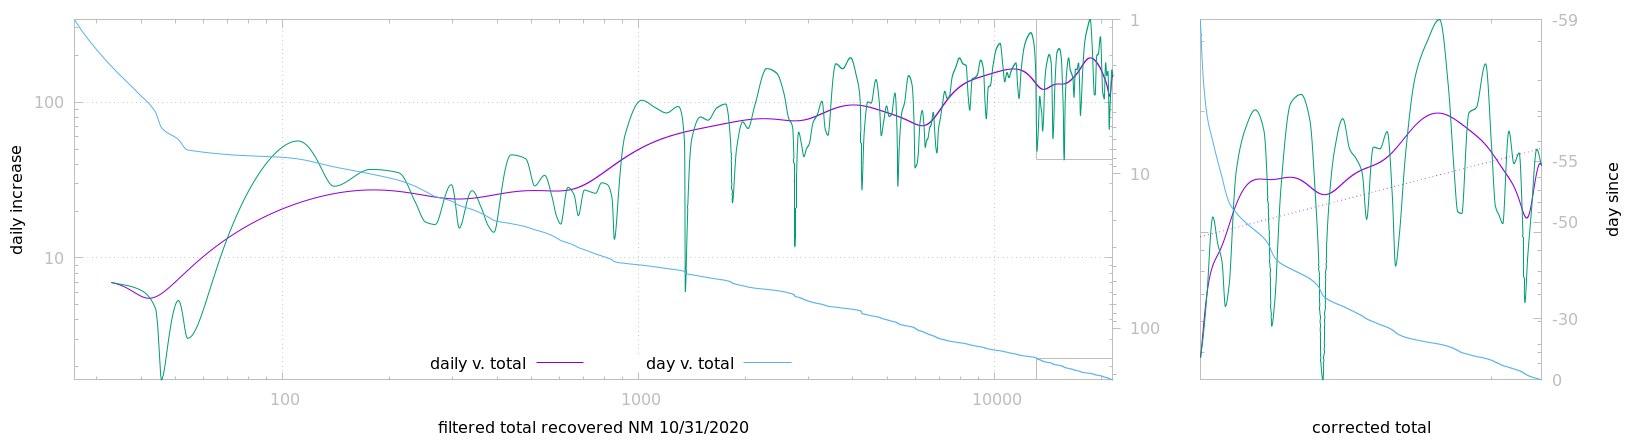 daily increase
100
10
daily v. total
day v. total
100
1000
10000
filtered total recovered NM 10/31/2020
1
10
100
-59
-55
-50
-30
0
day since
corrected total